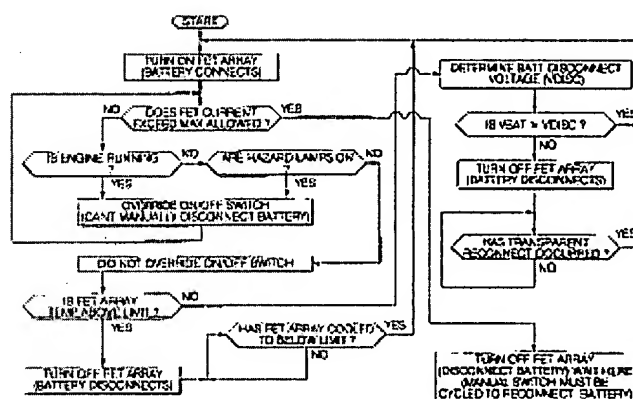 START
TURN ON FET ARRAY
(BATTERY CONNECTS)
NO
DOES FET CURRENT
EXCEED MAX ALLOWED ?
YES
IS ENGINE RUNNING
?
NO
ARE HAZARD LAMPS ON
?
NO
YES
YES
OVERRIDE ON/OFF SWITCH
(CANT MANUALLY DISCONNECT BATTERY)
DO NOT OVERRIDE ON/OFF SWITCH
IS FET ARRAY
TEMP ABOVE LIMIT ?
NO
YES
TURN OFF FET ARRAY
(BATTERY DISCONNECTS)
HAS FET ARRAY COOLED
TO BELOW LIMIT ?
YES
NO
DETERMINE BATT DISCONNECT
VOLTAGE (VDISC)
IS VBAT > VDISC ?
YES
NO
TURN OFF FET ARRAY
(BATTERY DISCONNECTS)
HAS TRANSPARENT
RECONNECT OCCURRED ?
YES
NO
TURN OFF FET ARRAY
(DISCONNECT BATTERY) WAIT HERE
(MANUAL SWITCH MUST BE
CYCLED TO RECONNECT BATTERY)